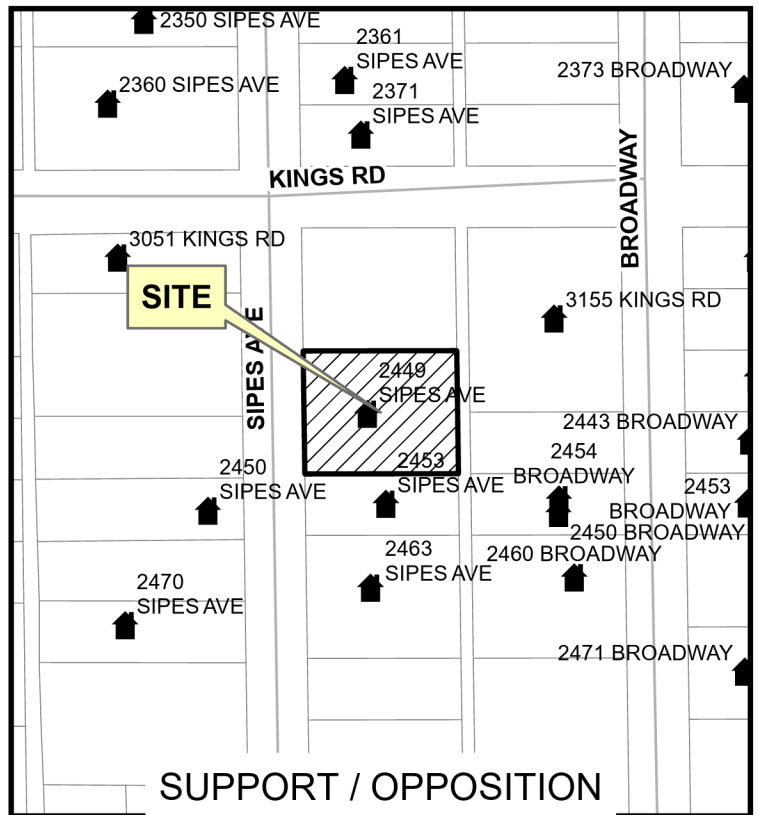 2350 SIPES AVE
2361
SIPES AVE
2373 BROADWAY
2360 SIPES AVE
2371
SIPES AVE
KINGS RD
BROADWAY
3051 KINGS RD
SITE
3155 KINGS RD
SIPES AVE
2449
SIPES AVE
2443 BROADWAY
2454
BROADWAY
2450
SIPES AVE
2453
SIPES AVE
2453
BROADWAY
2450 BROADWAY
2463
SIPES AVE
2460 BROADWAY
2470
SIPES AVE
2471 BROADWAY
SUPPORT / OPPOSITION